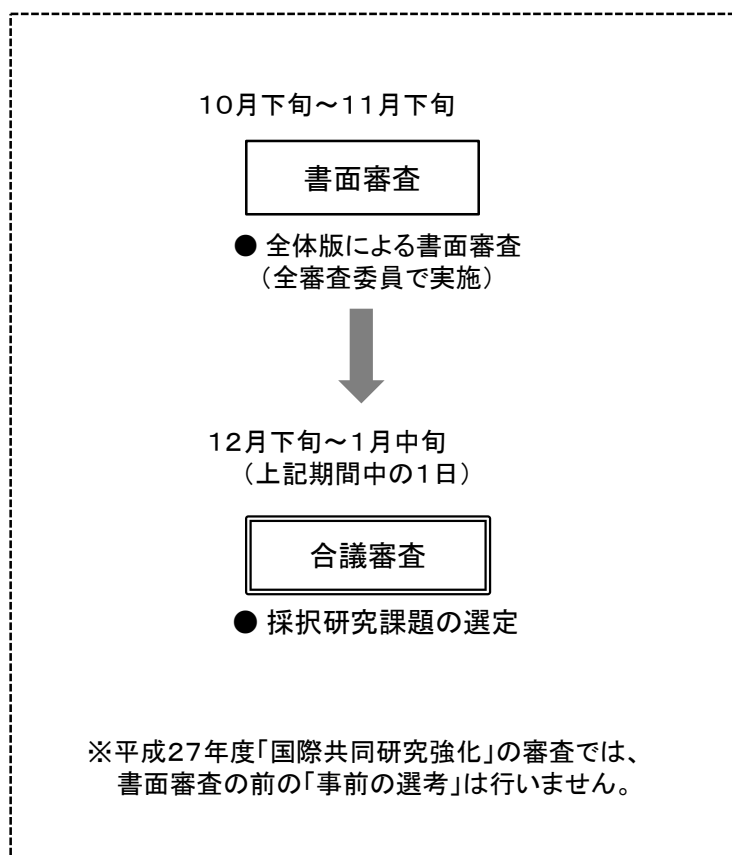 10月下旬~11月下旬
書面審査
● 全体版による書面審査
（全審査委員で実施）
12月下旬~1月中旬
（上記期間中の1日）
合議審査
● 採択研究課題の選定
※平成27年度「国際共同研究強化」の審査では、
書面審査の前の「事前の選考」は行いません。